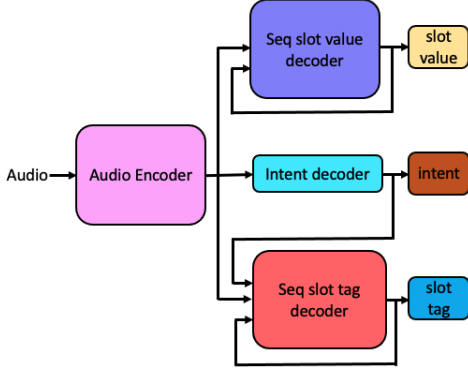 Audio
Audio Encoder
Seq slot value
decoder
slot
value
Intent decoder
intent
Seq slot tag
decoder
slot
tag